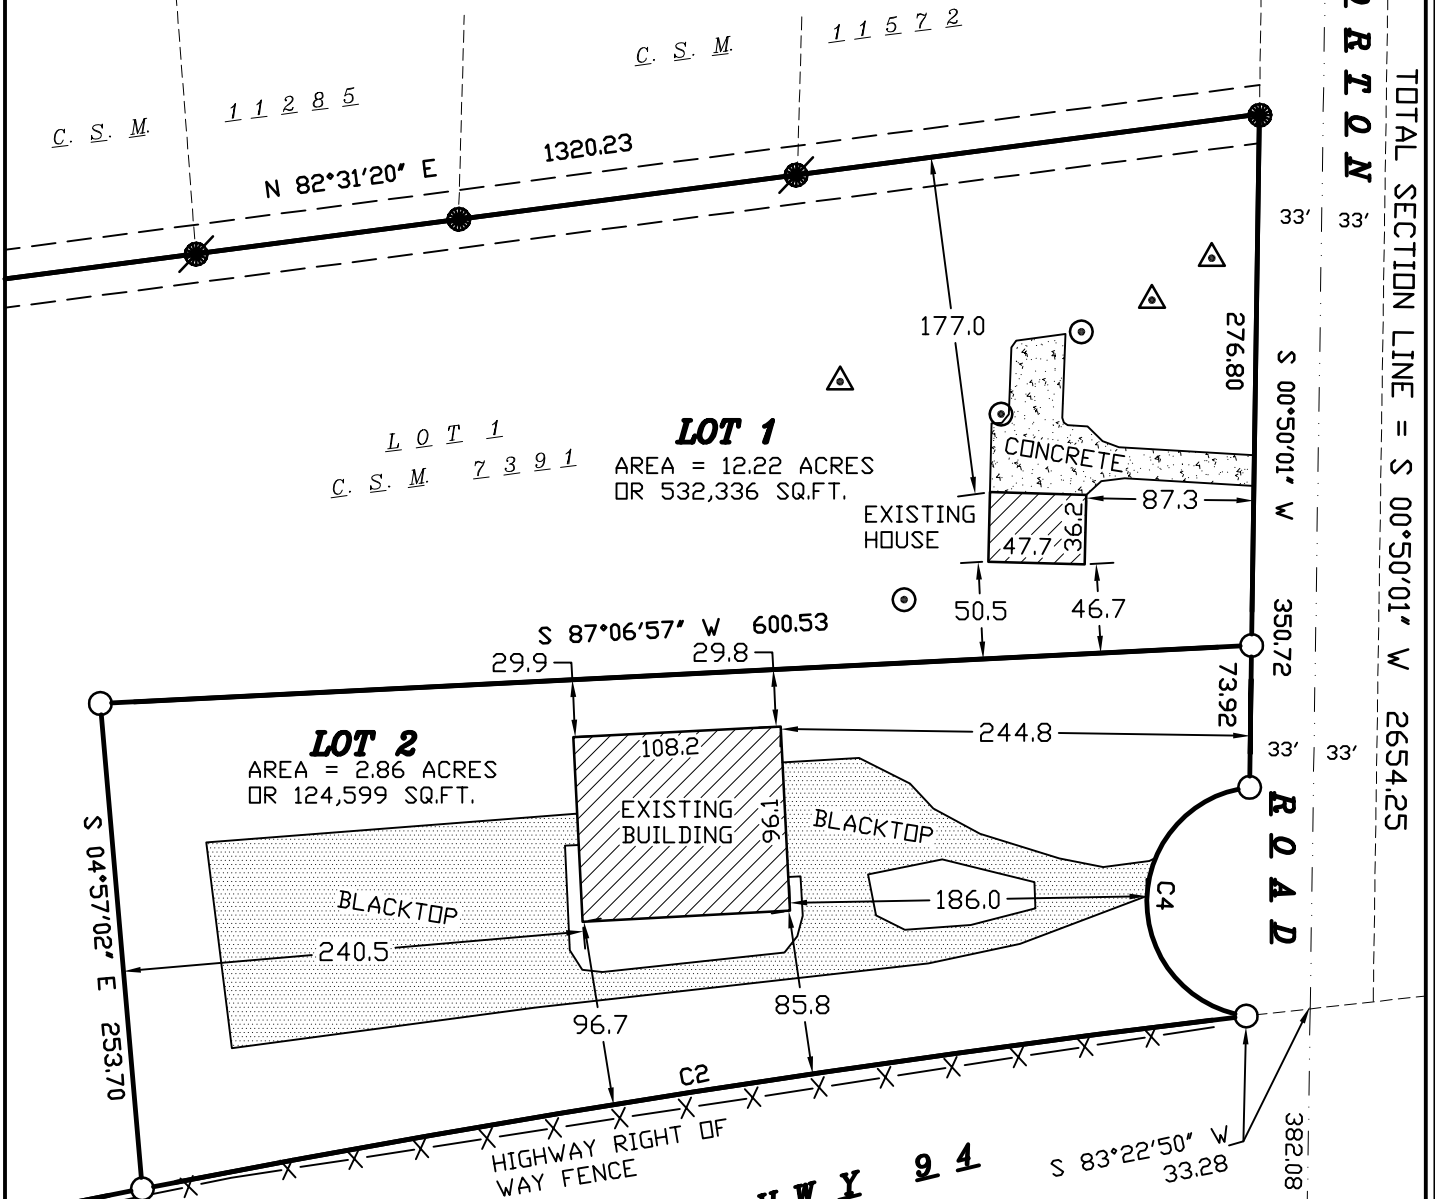 C. S. M. 11572
C. S. M. 11285
N 82°31'20" E 1320.23
ORTON
TOTAL SECTION LINE = S 00°50'01" W 2654.25
33' 33'
177.0
276.80
S 00°50'01" W 350.72
LOT 1
C.S.M. 7391
LOT 1
AREA = 12.22 ACRES
OR 532,336 SQ.FT.
CONCRETE
87.3
EXISTING
HOUSE
36.2
47.7
50.5
46.7
S 87°06'57" W 600.53
29.9
29.8
73.92
LOT 2
AREA = 2.86 ACRES
OR 124,599 SQ.FT.
108.2
244.8
33' 33'
EXISTING
BUILDING
96.1
BLACKTOP
ROAD
S 04°57'02" E 253.70
BLACKTOP
186.0
C4
240.5
96.7
85.8
C2
HIGHWAY RIGHT OF
WAY FENCE
HWY 94
S 83°22'50" W
33.28
382.08